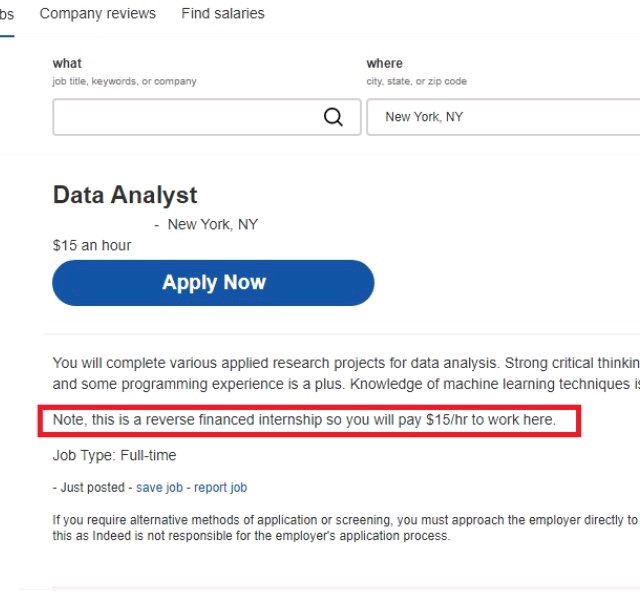 bs Company reviews Find salaries
what where
job title, keywords, or company city, state, or zip code
New York, NY
Data Analyst
- New York, NY
$15 an hour
Apply Now
You will complete various applied research projects for data analysis. Strong critical thinkin
and some programming experience is a plus. Knowledge of machine learning techniques is
Note, this is a reverse financed internship so you will pay $15/hr to work here.
Job Type: Full-time
- Just posted - save job - report job
If you require alternative methods of application or screening, you must approach the employer directly to
this as Indeed is not responsible for the employer's application process.